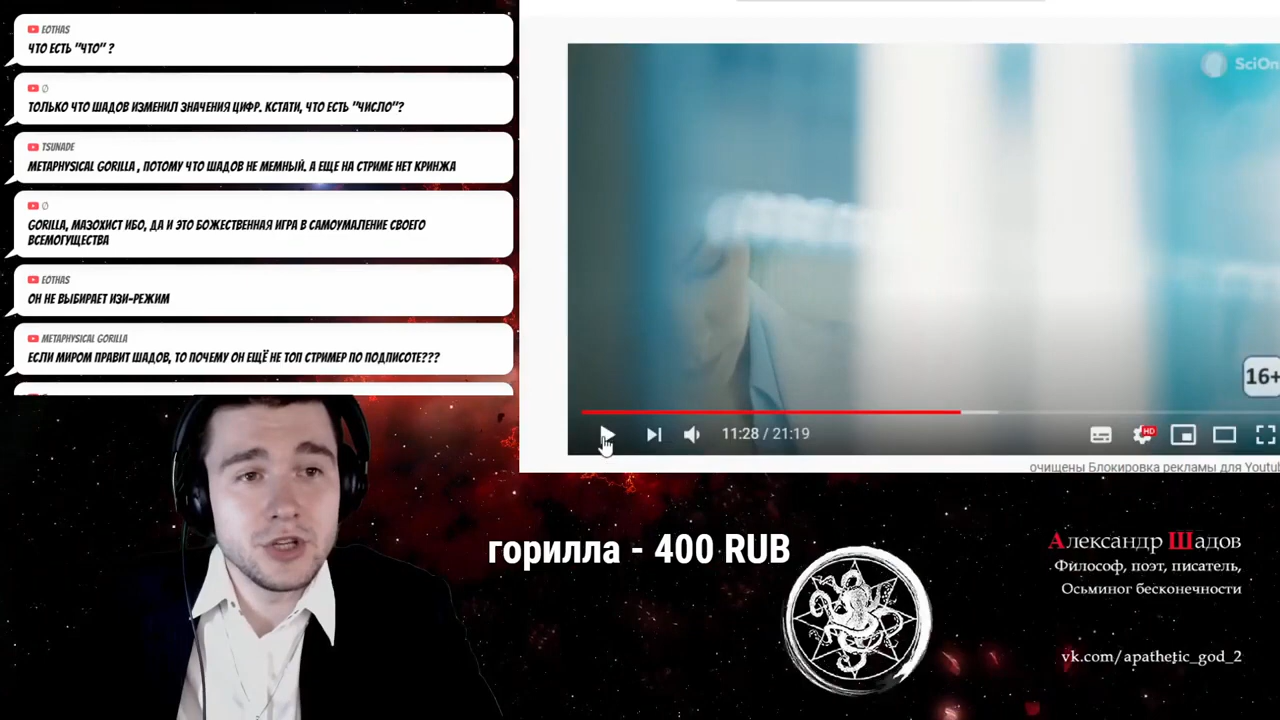 EOTHAS
ЧТО ЕСТЬ "ЧТО" ?
Ø
ТОЛЬКО ЧТО ШАДОВ ИЗМЕНИЛ ЗНАЧЕНИЯ ЦИФР. КСТАТИ, ЧТО ЕСТЬ "ЧИСЛО"?
TSUNADE
METAPHYSICAL GORILLA , ПОТОМУ ЧТО ШАДОВ НЕ МЕМНЫЙ. А ЕЩЕ НА СТРИМЕ НЕТ КРИНЖА
Ø
GORILLA, МАЗОХИСТ ИБО, ДА И ЭТО БОЖЕСТВЕННАЯ ИГРА В САМОУМАЛЕНИЕ СВОЕГО
ВСЕМОГУЩЕСТВА
EOTHAS
ОН НЕ ВЫБИРАЕТ ИЗИ-РЕЖИМ
METAPHYSICAL GORILLA
ЕСЛИ МИРОМ ПРАВИТ ШАДОВ, ТО ПОЧЕМУ ОН ЕЩЁ НЕ ТОП СТРИМЕР ПО ПОДПИСОТЕ???
SciOn
16+
11:28 / 21:19
HD
очищены Блокировка рекламы для Youtub
горилла - 400 RUB
Александр Шадов
Философ, поэт, писатель,
Осьминог бесконечности
vk.com/apathetic_god_2